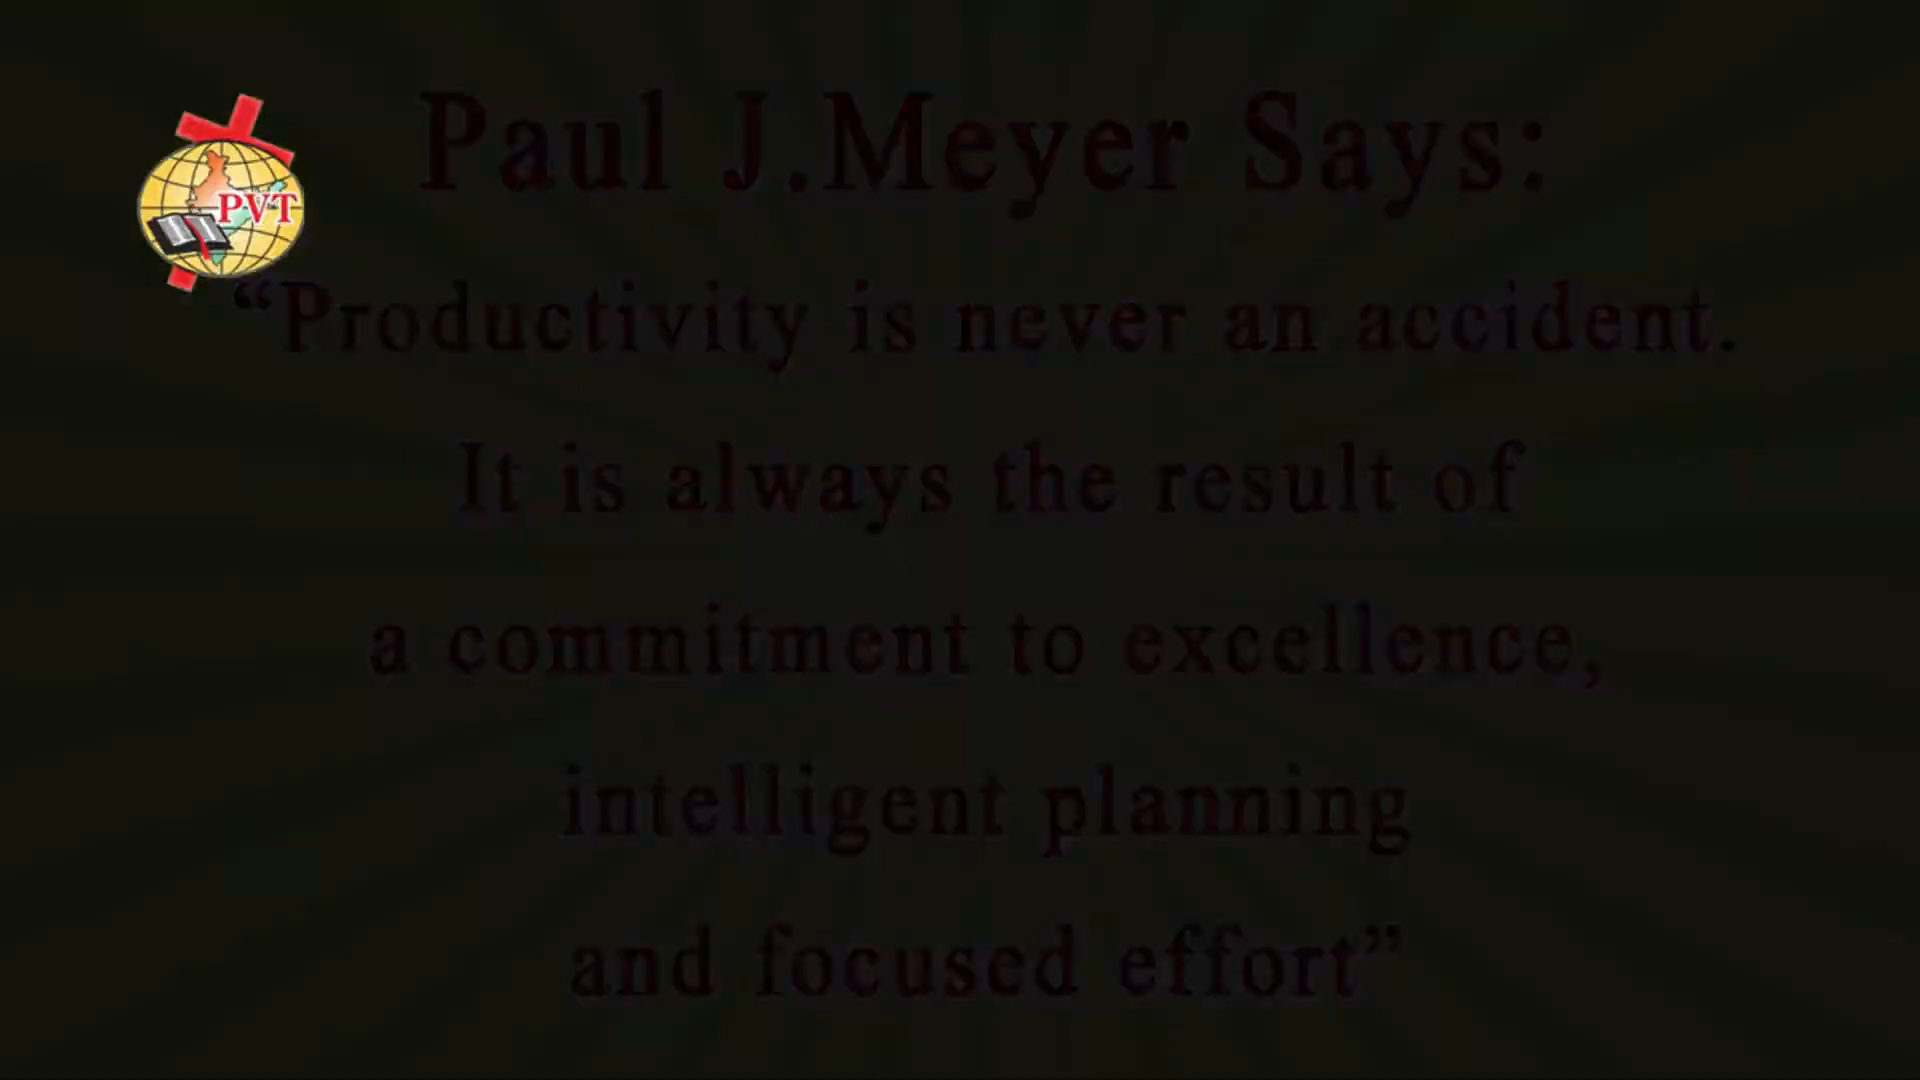 Paul J.Meyer Says:
PVT
“Productivity is never an accident.
It is always the result of
a commitment to excellence,
intelligent planning
and focused effort”